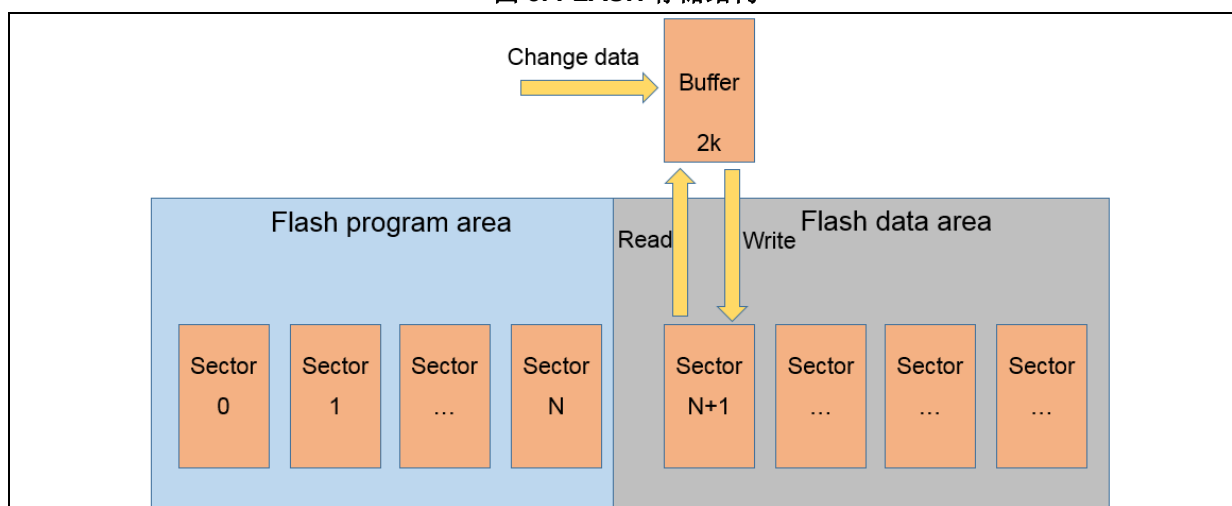 Change data
Buffer
2k
Flash program area
Flash data area
Read
Write
Sector
0
Sector
1
Sector
…
Sector
N
Sector
N+1
Sector
…
Sector
…
Sector
…